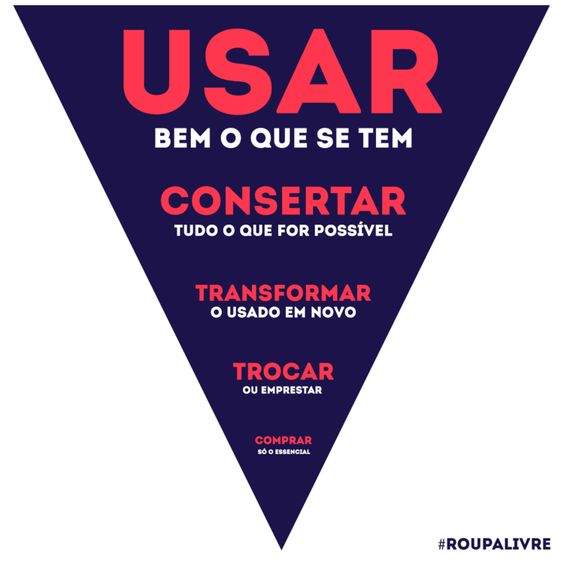 USAR
BEM O QUE SE TEM
CONSERTAR
TUDO O QUE FOR POSSÍVEL
TRANSFORMAR
O USADO EM NOVO
TROCAR
OU EMPRESTAR
COMPRAR
SÓ O ESSENCIAL
#ROUPALIVRE